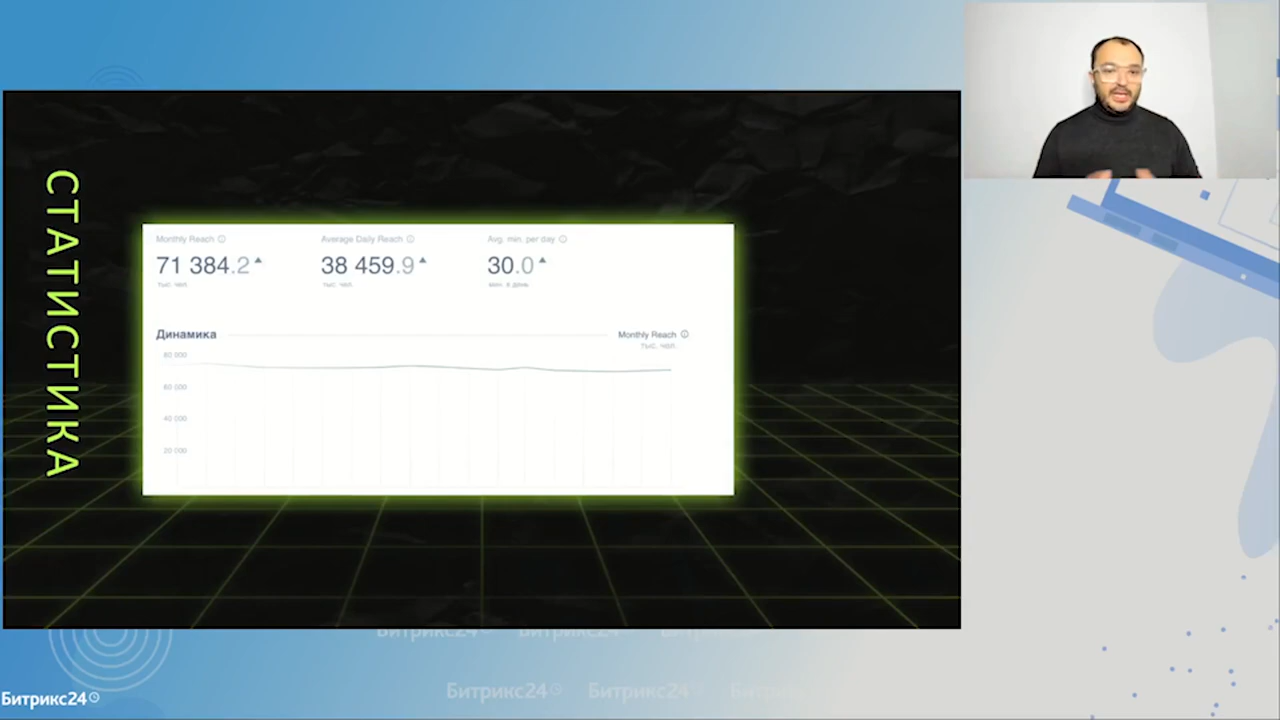 СТАТИСТИКА
Monthly Reach
71 384.2
тыс. чел.
Average Daily Reach
38 459.9
тыс. чел.
Avg. min. per day
30.0
мин. в день
Динамика
Monthly Reach
тыс. чел.
80 000
60 000
40 000
20 000
Битрикс24 Битрикс24
Битрикс24 Битрикс24 Битрикс24
Битрикс24